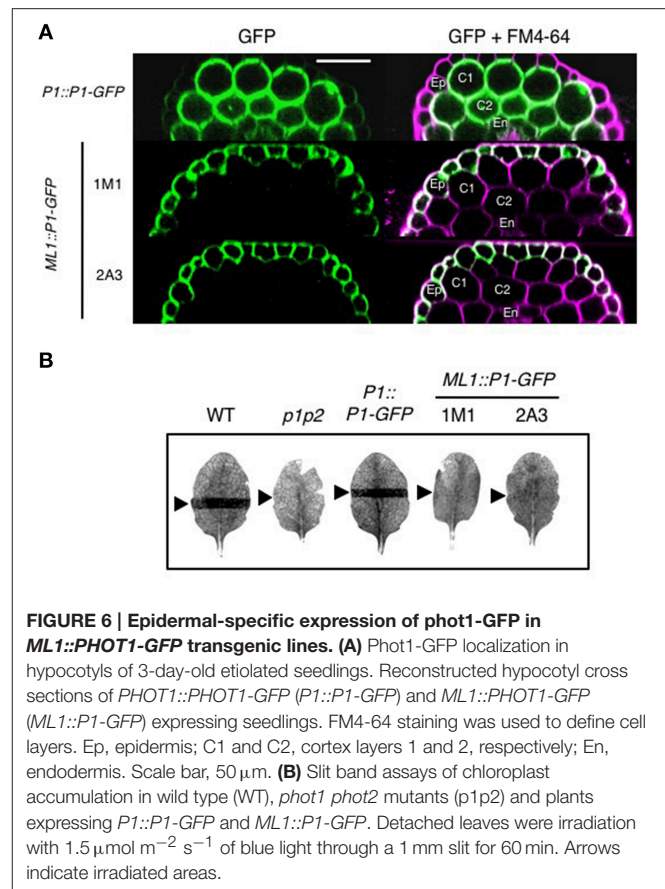 A
GFP
GFP + FM4-64
P1::P1-GFP
Ep
C1
C2
En
ML1::P1-GFP
1M1
Ep
C1
C2
En
2A3
Ep
C1
C2
En
B
WT
p1p2
P1::
P1-GFP
ML1::P1-GFP
1M1
2A3
FIGURE 6 | Epidermal-specific expression of phot1-GFP in
ML1::PHOT1-GFP transgenic lines. (A) Phot1-GFP localization in
hypocotyls of 3-day-old etiolated seedlings. Reconstructed hypocotyl cross
sections of PHOT1::PHOT1-GFP (P1::P1-GFP) and ML1::PHOT1-GFP
(ML1::P1-GFP) expressing seedlings. FM4-64 staining was used to define cell
layers. Ep, epidermis; C1 and C2, cortex layers 1 and 2, respectively; En,
endodermis. Scale bar, 50 μm. (B) Slit band assays of chloroplast
accumulation in wild type (WT), phot1 phot2 mutants (p1p2) and plants
expressing P1::P1-GFP and ML1::P1-GFP. Detached leaves were irradiation
with 1.5 μmol m⁻² s⁻¹ of blue light through a 1 mm slit for 60 min. Arrows
indicate irradiated areas.